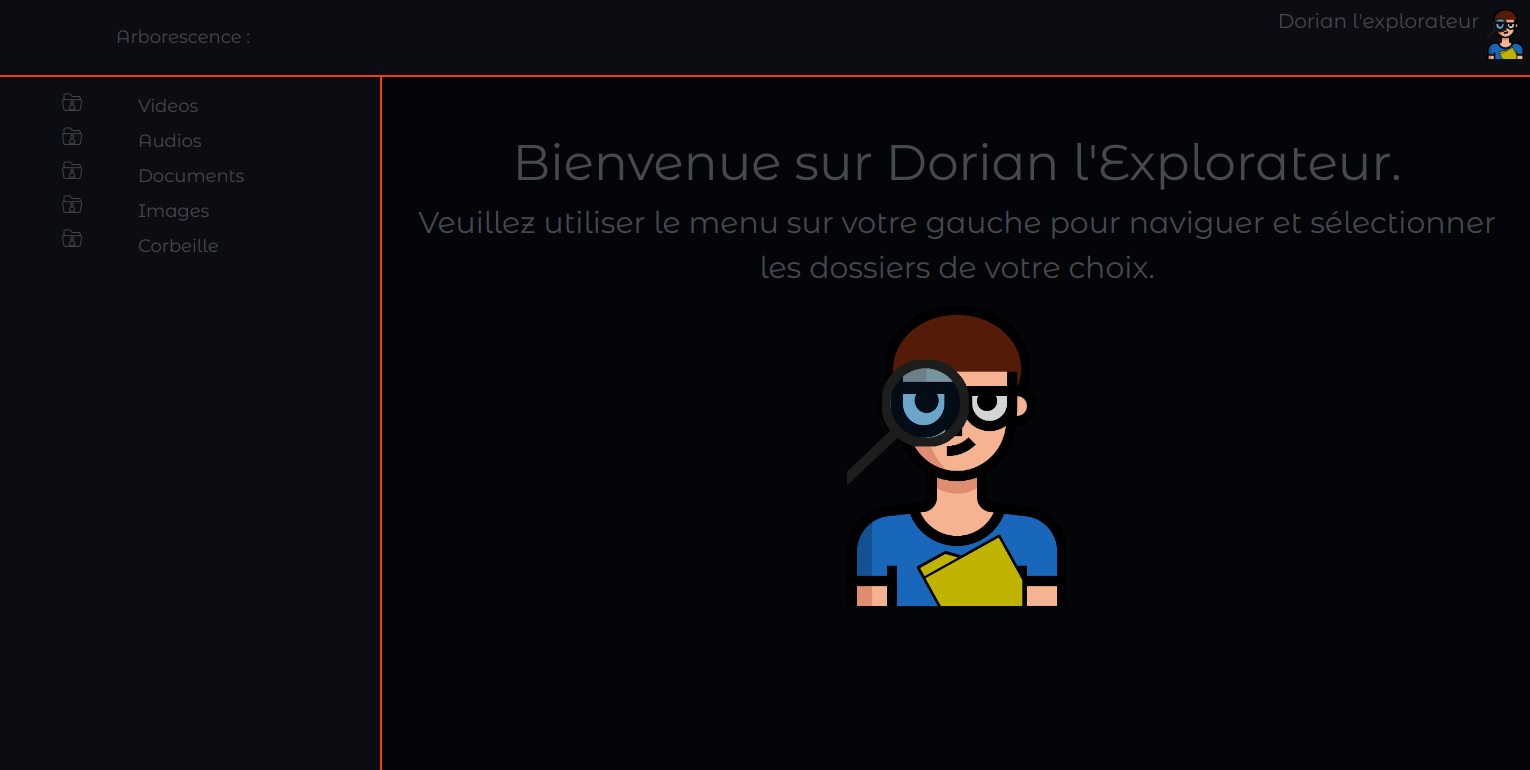 Arborescence :
Dorian l'explorateur
Videos
Audios
Documents
Images
Corbeille
Bienvenue sur Dorian l'Explorateur.
Veuillez utiliser le menu sur votre gauche pour naviguer et sélectionner
les dossiers de votre choix.